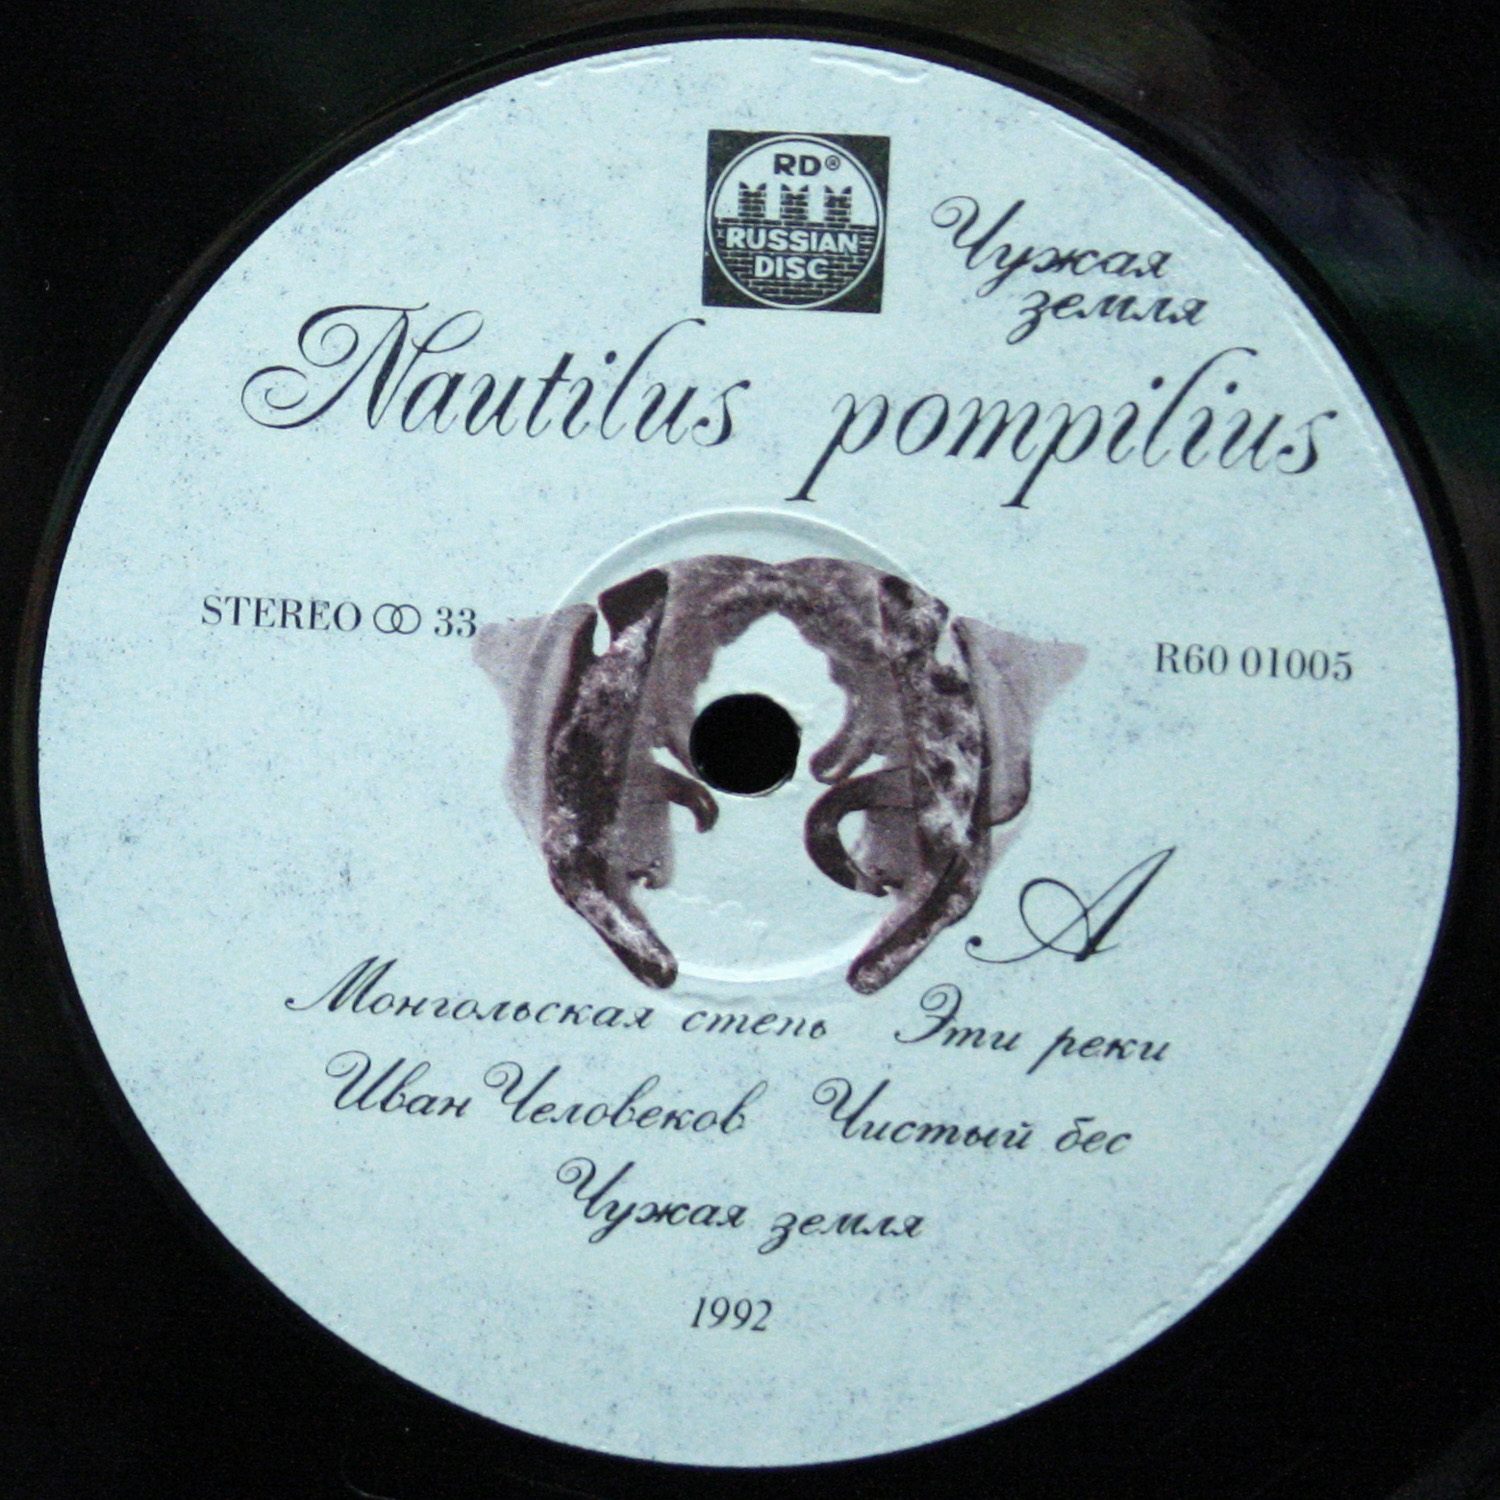 RD®
RUSSIAN
DISC
Чужая
земля
Nautilus pompilius
STEREO 33
R60 01005
A
Монгольская степь Эти реки
Иван Человеков Чистый бес
Чужая земля
1992